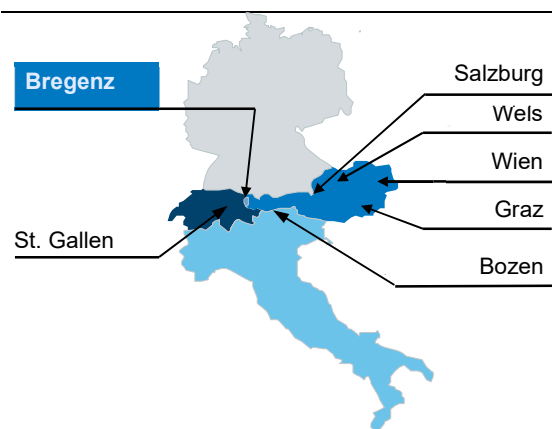 Bregenz
St. Gallen
Salzburg
Wels
Wien
Graz
Bozen